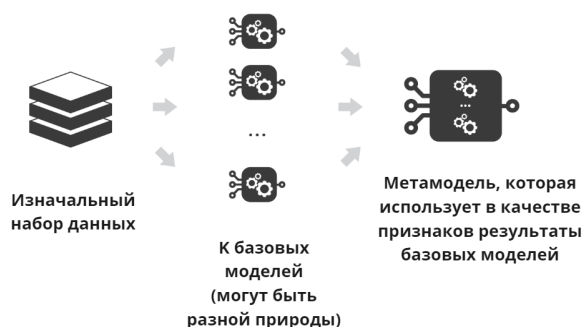 Изначальный
набор данных
...
К базовых
моделей
(могут быть
разной природы)
...
Метамодель, которая
использует в качестве
признаков результаты
базовых моделей